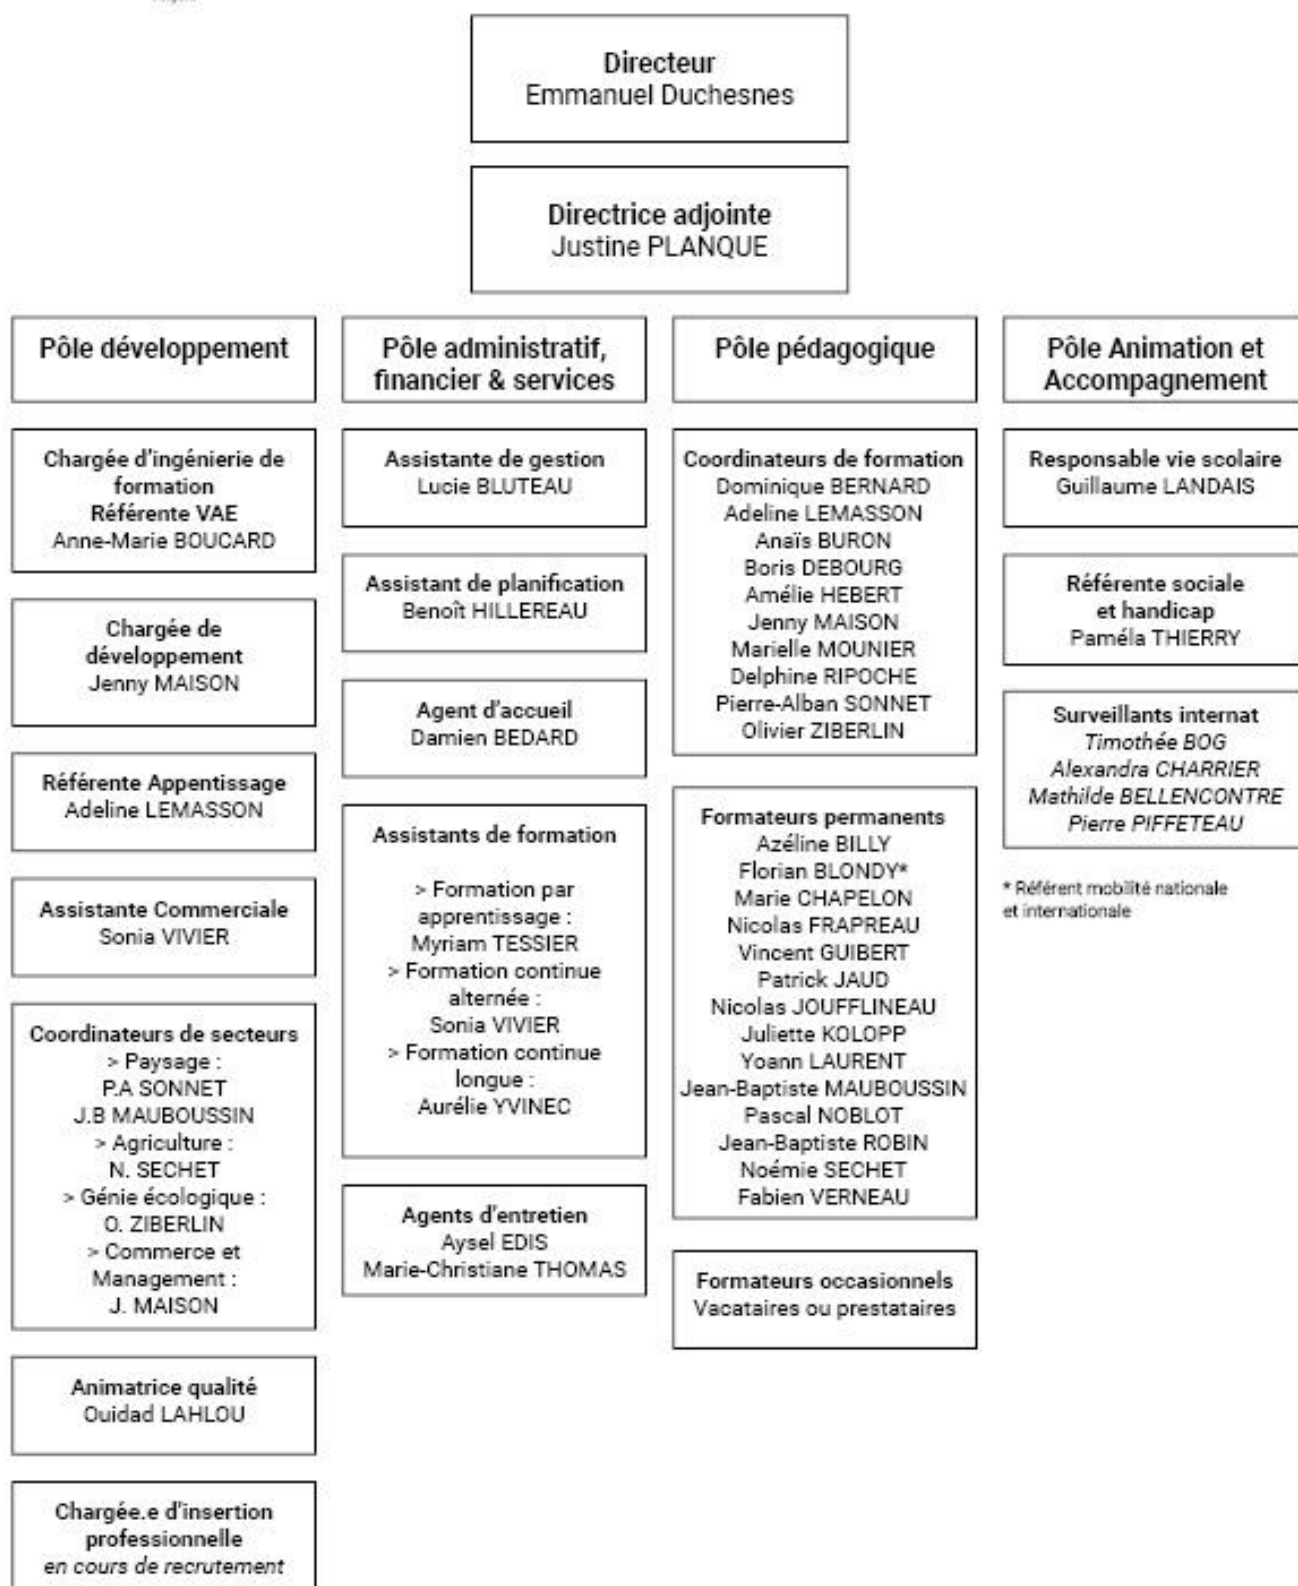 Directeur
Emmanuel Duchesnes
Directrice adjointe
Justine PLANQUE
Pôle développement
Chargée d'ingénierie de
formation
Référente VAE
Anne-Marie BOUCARD
Chargée de
développement
Jenny MAISON
Référente Appentissage
Adeline LEMASSON
Assistante Commerciale
Sonia VIVIER
Coordinateurs de secteurs
> Paysage :
P.A SONNET
J.B MAUBOUSSIN
> Agriculture :
N. SECHET
> Génie écologique :
O. ZIBERLIN
> Commerce et
Management :
J. MAISON
Animatrice qualité
Ouidad LAHLOU
Chargée.e d'insertion
professionnelle
en cours de recrutement
Pôle administratif,
financier & services
Assistante de gestion
Lucie BLUTEAU
Assistant de planification
Benoît HILLEREAU
Agent d'accueil
Damien BEDARD
Assistants de formation
> Formation par
apprentissage :
Myriam TESSIER
> Formation continue
alternée :
Sonia VIVIER
> Formation continue
longue :
Aurélie YVINEC
Agents d'entretien
Aysel EDIS
Marie-Christiane THOMAS
Pôle pédagogique
Coordinateurs de formation
Dominique BERNARD
Adeline LEMASSON
Anaïs BURON
Boris DEBOURG
Amélie HEBERT
Jenny MAISON
Marielle MOUNIER
Delphine RIPOCHE
Pierre-Alban SONNET
Olivier ZIBERLIN
Formateurs permanents
Azéline BILLY
Florian BLONDY*
Marie CHAPELON
Nicolas FRAPREAU
Vincent GUIBERT
Patrick JAUD
Nicolas JOUFFLINEAU
Juliette KOLOPP
Yoann LAURENT
Jean-Baptiste MAUBOUSSIN
Pascal NOBLOT
Jean-Baptiste ROBIN
Noémie SECHET
Fabien VERNEAU
Formateurs occasionnels
Vacataires ou prestataires
Pôle Animation et
Accompagnement
Responsable vie scolaire
Guillaume LANDAIS
Référente sociale
et handicap
Paméla THIERRY
Surveillants internat
Timothée BOG
Alexandra CHARRIER
Mathilde BELLENCONTRE
Pierre PIFFETEAU
* Référent mobilité nationale
et internationale